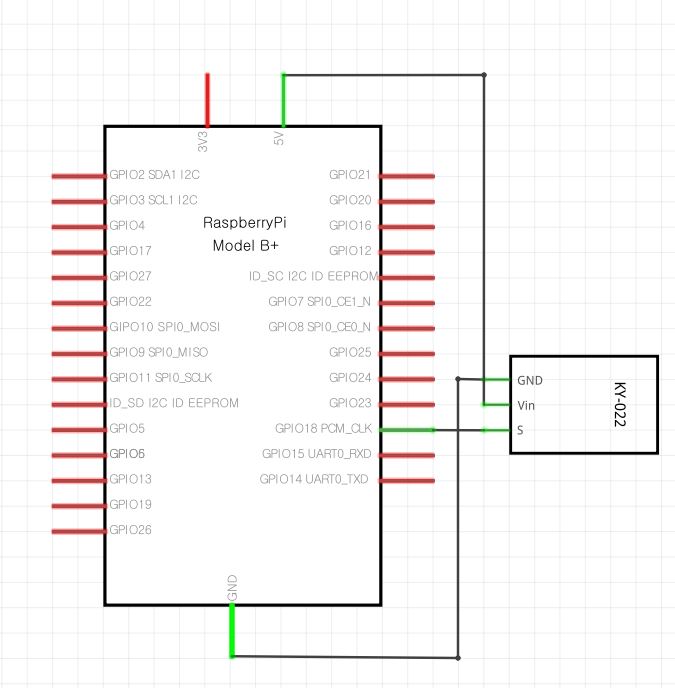 3V3
5V
GPIO2 SDA1 I2C
GPIO3 SCL1 I2C
GPIO4
GPIO17
GPIO27
GPIO22
GIPO10 SPI0_MOSI
GPIO9 SPI0_MISO
GPIO11 SPI0_SCLK
ID_SD I2C ID EEPROM
GPIO5
GPIO6
GPIO13
GPIO19
GPIO26
RaspberryPi
Model B+
GPIO21
GPIO20
GPIO16
GPIO12
ID_SC I2C ID EEPROM
GPIO7 SPI0_CE1_N
GPIO8 SPI0_CE0_N
GPIO25
GPIO24
GPIO23
GPIO18 PCM_CLK
GPIO15 UART0_RXD
GPIO14 UART0_TXD
GND
GND
Vin
S
KY-022